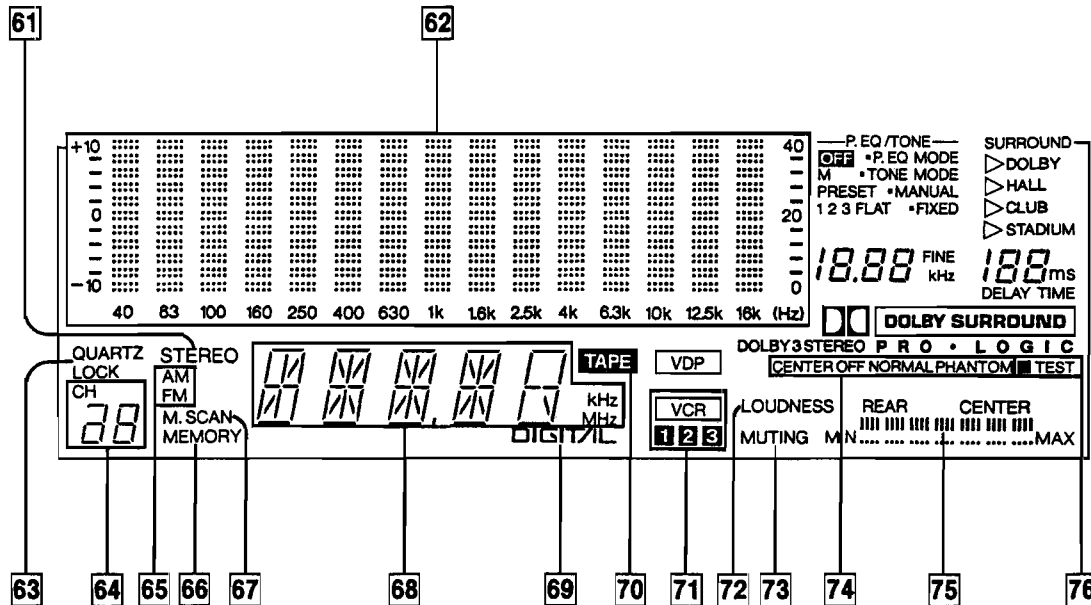 61 62
+10 40 P.EQ/TONE SURROUND
OFF •P.EQ MODE DOLBY
M •TONE MODE HALL
PRESET •MANUAL CLUB
0 20 1 2 3 FLAT •FIXED STADIUM
18.88 FINE kHz 188 ms
-10 0 DELAY TIME
40 63 100 160 250 400 630 1k 1.6k 2.5k 4k 6.3k 10k 12.5k 16k (Hz)
DOLBY SURROUND
DOLBY 3 STEREO PRO • LOGIC
QUARTZ LOCK STEREO TAPE VDP CENTER OFF NORMAL PHANTOM TEST
CH AM
FM kHz
28 M. SCAN MHz VCR LOUDNESS REAR CENTER
MEMORY DIGITAL 1 2 3 MUTING MIN MAX
63 64 65 66 67 68 69 70 71 72 73 74 75 76